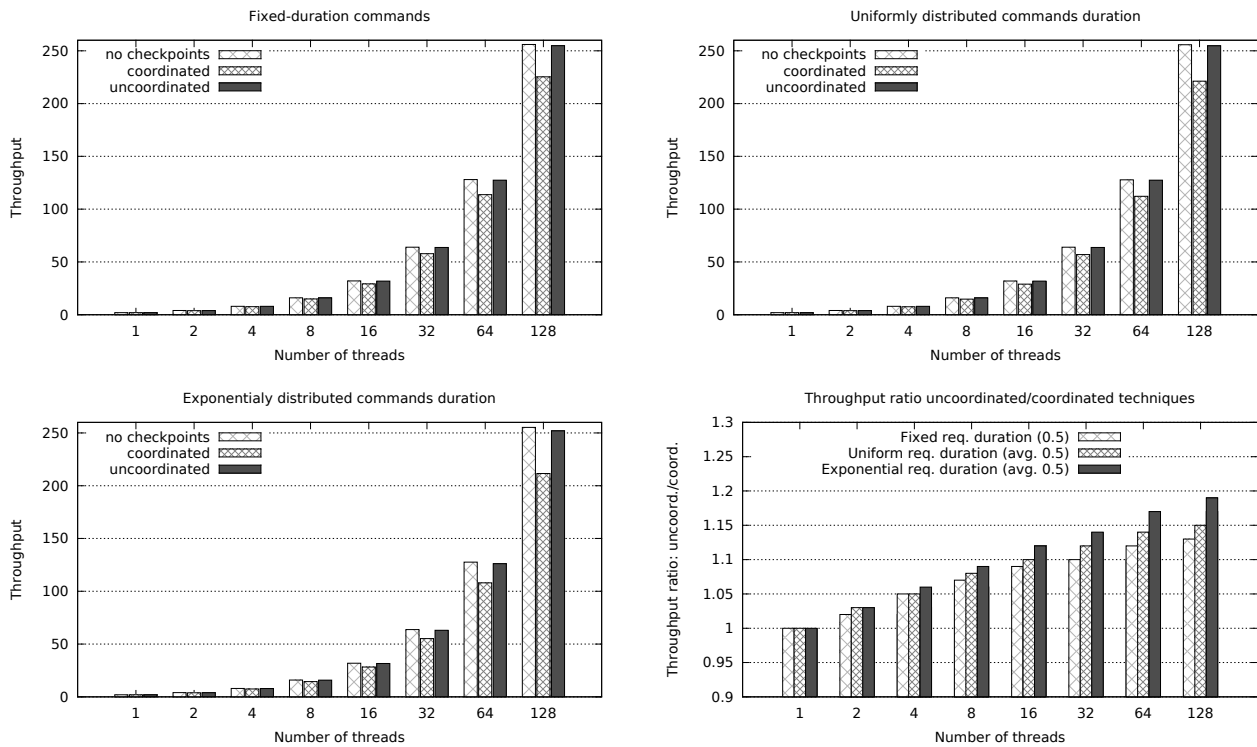 Fixed-duration commands
250
200
150
100
50
0
Throughput
no checkpoints
coordinated
uncoordinated
1 2 4 8 16 32 64 128
Number of threads
Uniformly distributed commands duration
250
200
150
100
50
0
Throughput
no checkpoints
coordinated
uncoordinated
1 2 4 8 16 32 64 128
Number of threads
Exponentialy distributed commands duration
250
200
150
100
50
0
Throughput
no checkpoints
coordinated
uncoordinated
1 2 4 8 16 32 64 128
Number of threads
Throughput ratio uncoordinated/coordinated techniques
1.3
1.25
1.2
1.15
1.1
1.05
1
0.95
0.9
Throughput ratio: uncoord./coord.
Fixed req. duration (0.5)
Uniform req. duration (avg. 0.5)
Exponential req. duration (avg. 0.5)
1 2 4 8 16 32 64 128
Number of threads